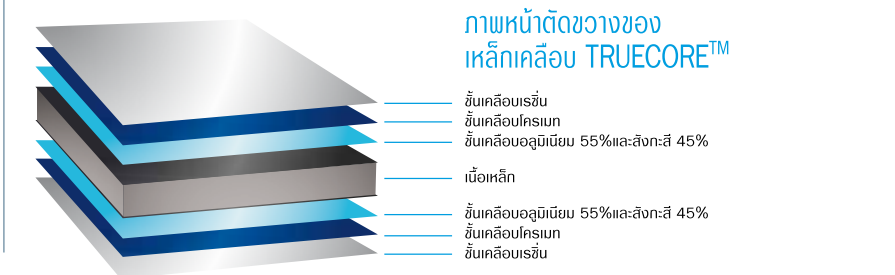 ภาพหน้าตัดขวางของ
เหล็กเคลือบ TRUECORE™
ชั้นเคลือบเรซิ่น
ชั้นเคลือบโครเมท
ชั้นเคลือบอลูมิเนียม 55%และสังกะสี 45%
เนื้อเหล็ก
ชั้นเคลือบอลูมิเนียม 55%และสังกะสี 45%
ชั้นเคลือบโครเมท
ชั้นเคลือบเรซิ่น